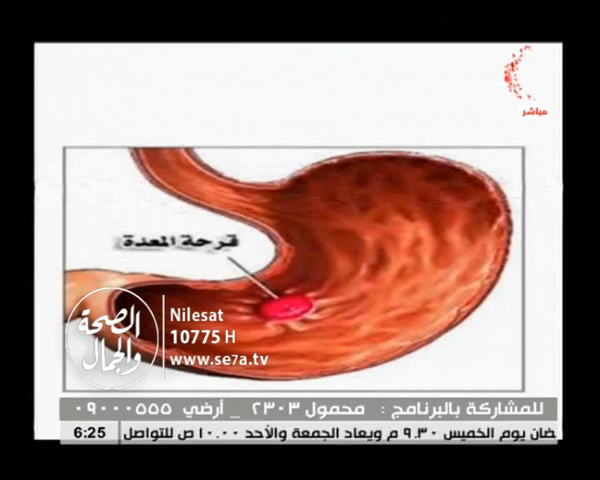 مباشر
قرحة المعدة
الصحة
والجمال
Nilesat
10775 H
www.se7a.tv
للمشاركة بالبرنامج : محمول ٢٣٠٣ _ أرضي ٠٩٠٠٠٥٥٥
ضان يوم الخميس ٩.٣٠ م ويعاد الجمعة والأحد ١٠.٠٠ ص للتواصل
6:25